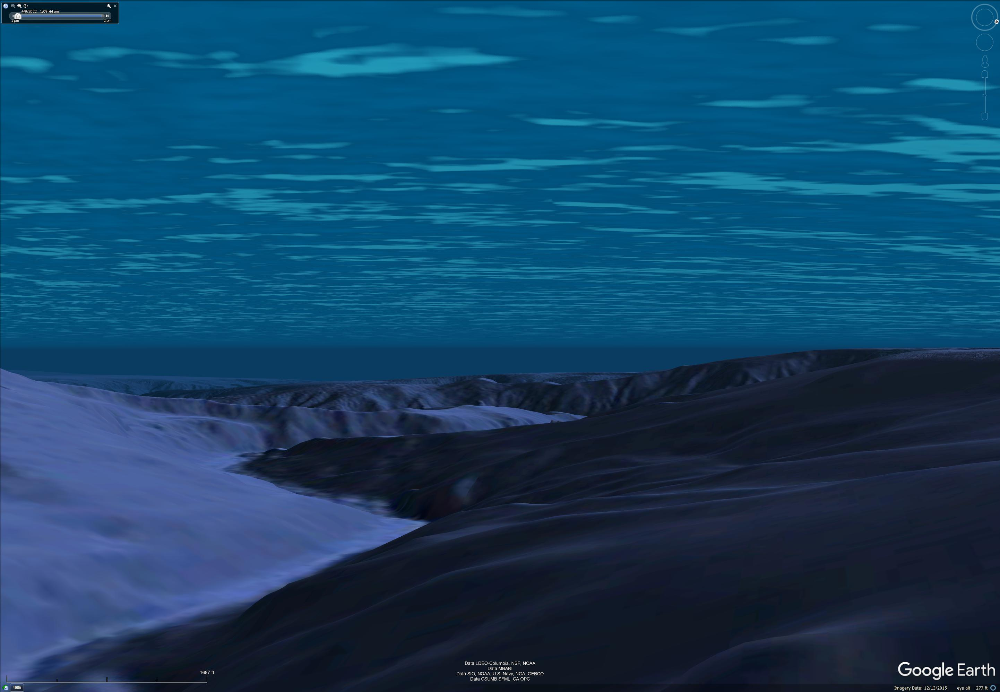 4/9/2022 1:09:44 pm
1 pm
2 pm
N
1687 ft
Data LDEO-Columbia, NSF, NOAA
Data MBARI
Data SIO, NOAA, U.S. Navy, NGA, GEBCO
Data CSUMB SFML, CA OPC
Google Earth
1985
Imagery Date: 12/13/2015 eye alt -277 ft